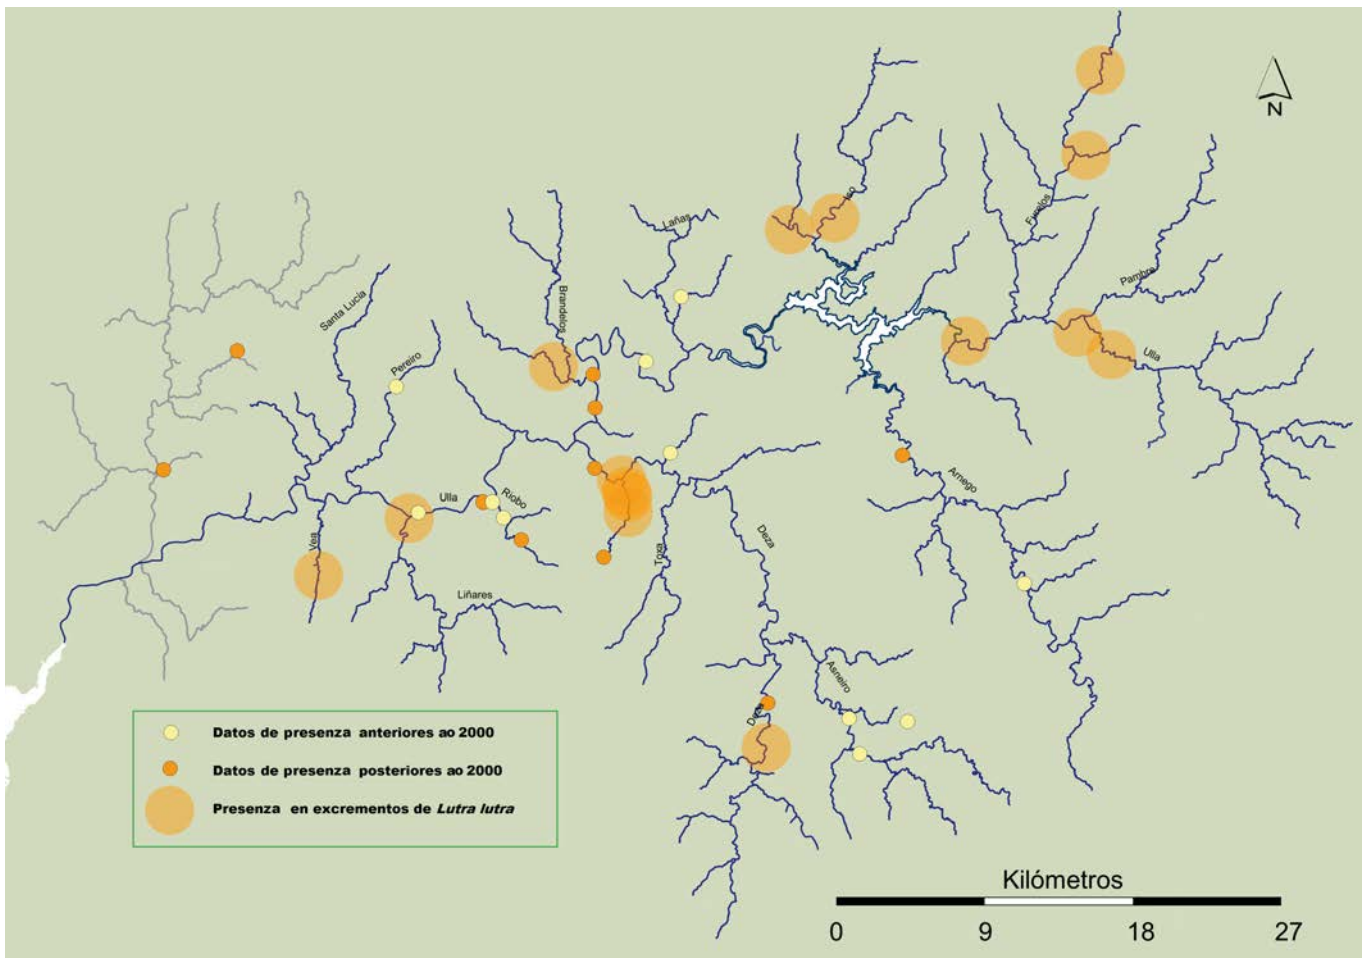 N
Iso
Lañas
Furelos
Pambre
Santa Lucía
Brandelos
Pereiro
Ulla
Arnego
Ulla
Riobo
Deza
Vea
Toxa
Liñares
Asneiro
Deza
Datos de presenza anteriores ao 2000
Datos de presenza posteriores ao 2000
Presenza en excrementos de Lutra lutra
Kilómetros
0 9 18 27